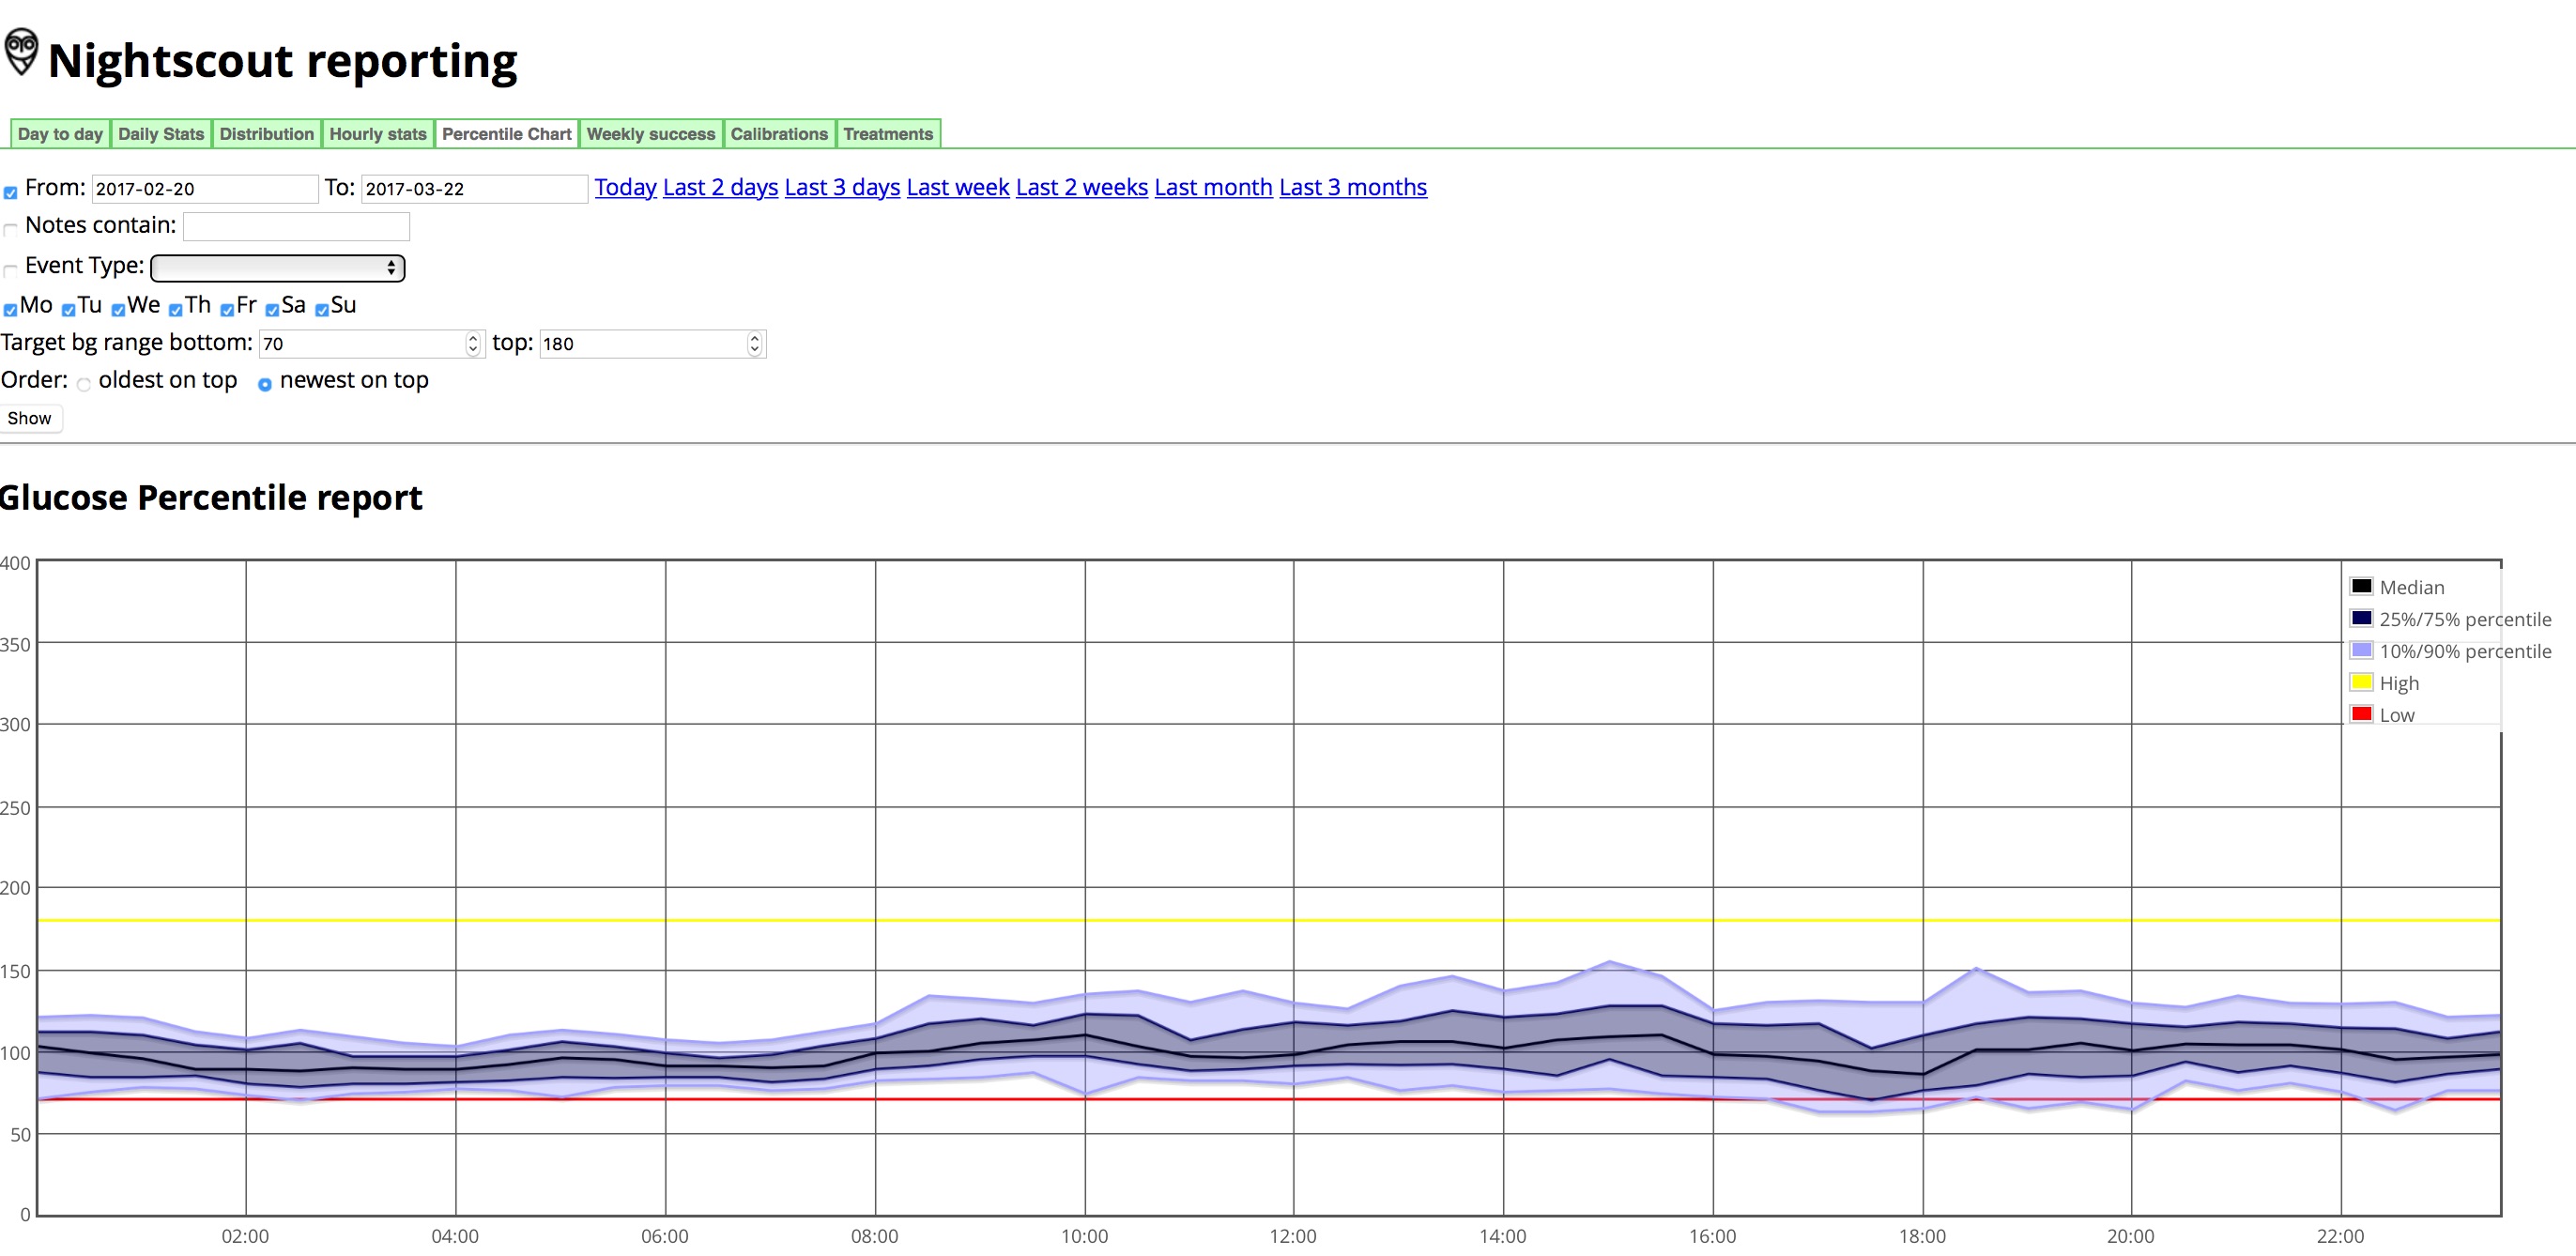 Nightscout reporting
Day to day Daily Stats Distribution Hourly stats Percentile Chart Weekly success Calibrations Treatments
From: 2017-02-20 To: 2017-03-22 Today Last 2 days Last 3 days Last week Last 2 weeks Last month Last 3 months
Notes contain:
Event Type:
Mo Tu We Th Fr Sa Su
Target bg range bottom: 70 top: 180
Order: oldest on top newest on top
Show
Glucose Percentile report
400
350
300
250
200
150
100
50
0
Median
25%/75% percentile
10%/90% percentile
High
Low
02:00 04:00 06:00 08:00 10:00 12:00 14:00 16:00 18:00 20:00 22:00